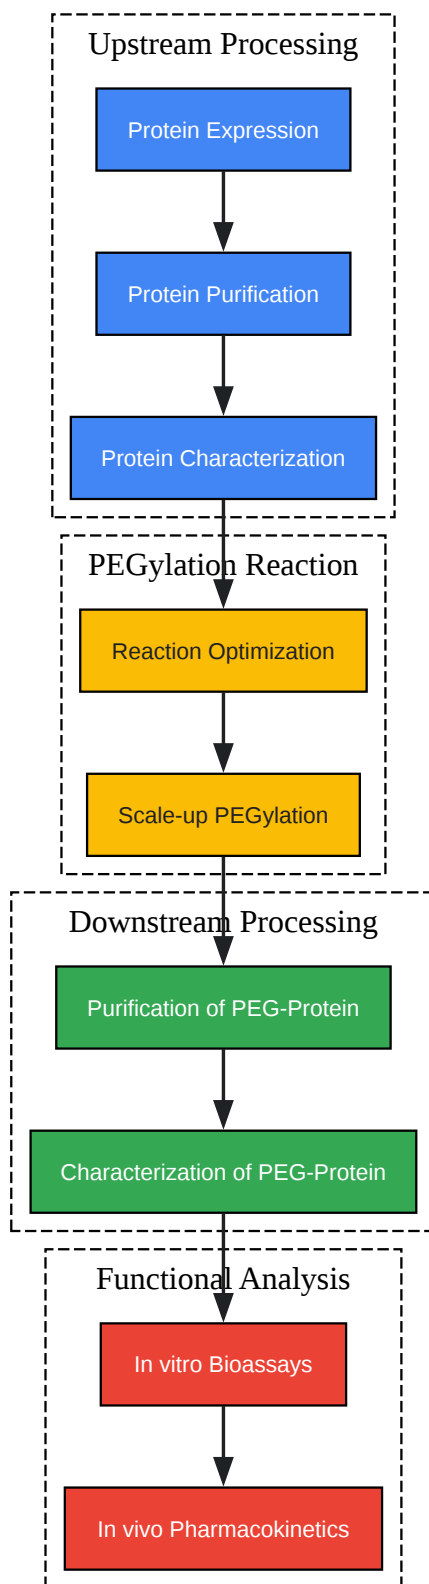 Upstream Processing
Protein Expression
Protein Purification
Protein Characterization
PEGylation Reaction
Reaction Optimization
Scale-up PEGylation
Downstream Processing
Purification of PEG-Protein
Characterization of PEG-Protein
Functional Analysis
In vitro Bioassays
In vivo Pharmacokinetics